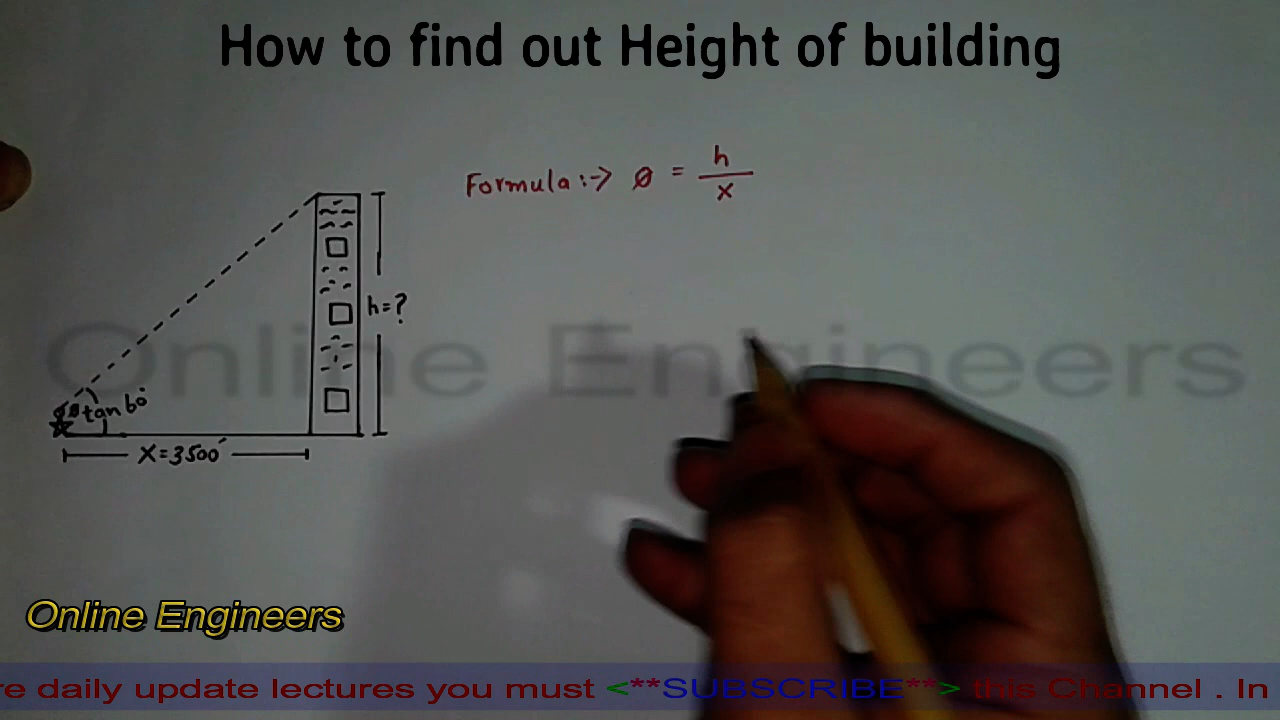 How to find out Height of building
Formula:-> ø = h/x
h=?
ø tan 60°
X=3500'
Online Engineers
Online Engineers
re daily update lectures you must <**SUBSCRIBE**> this Channel . In